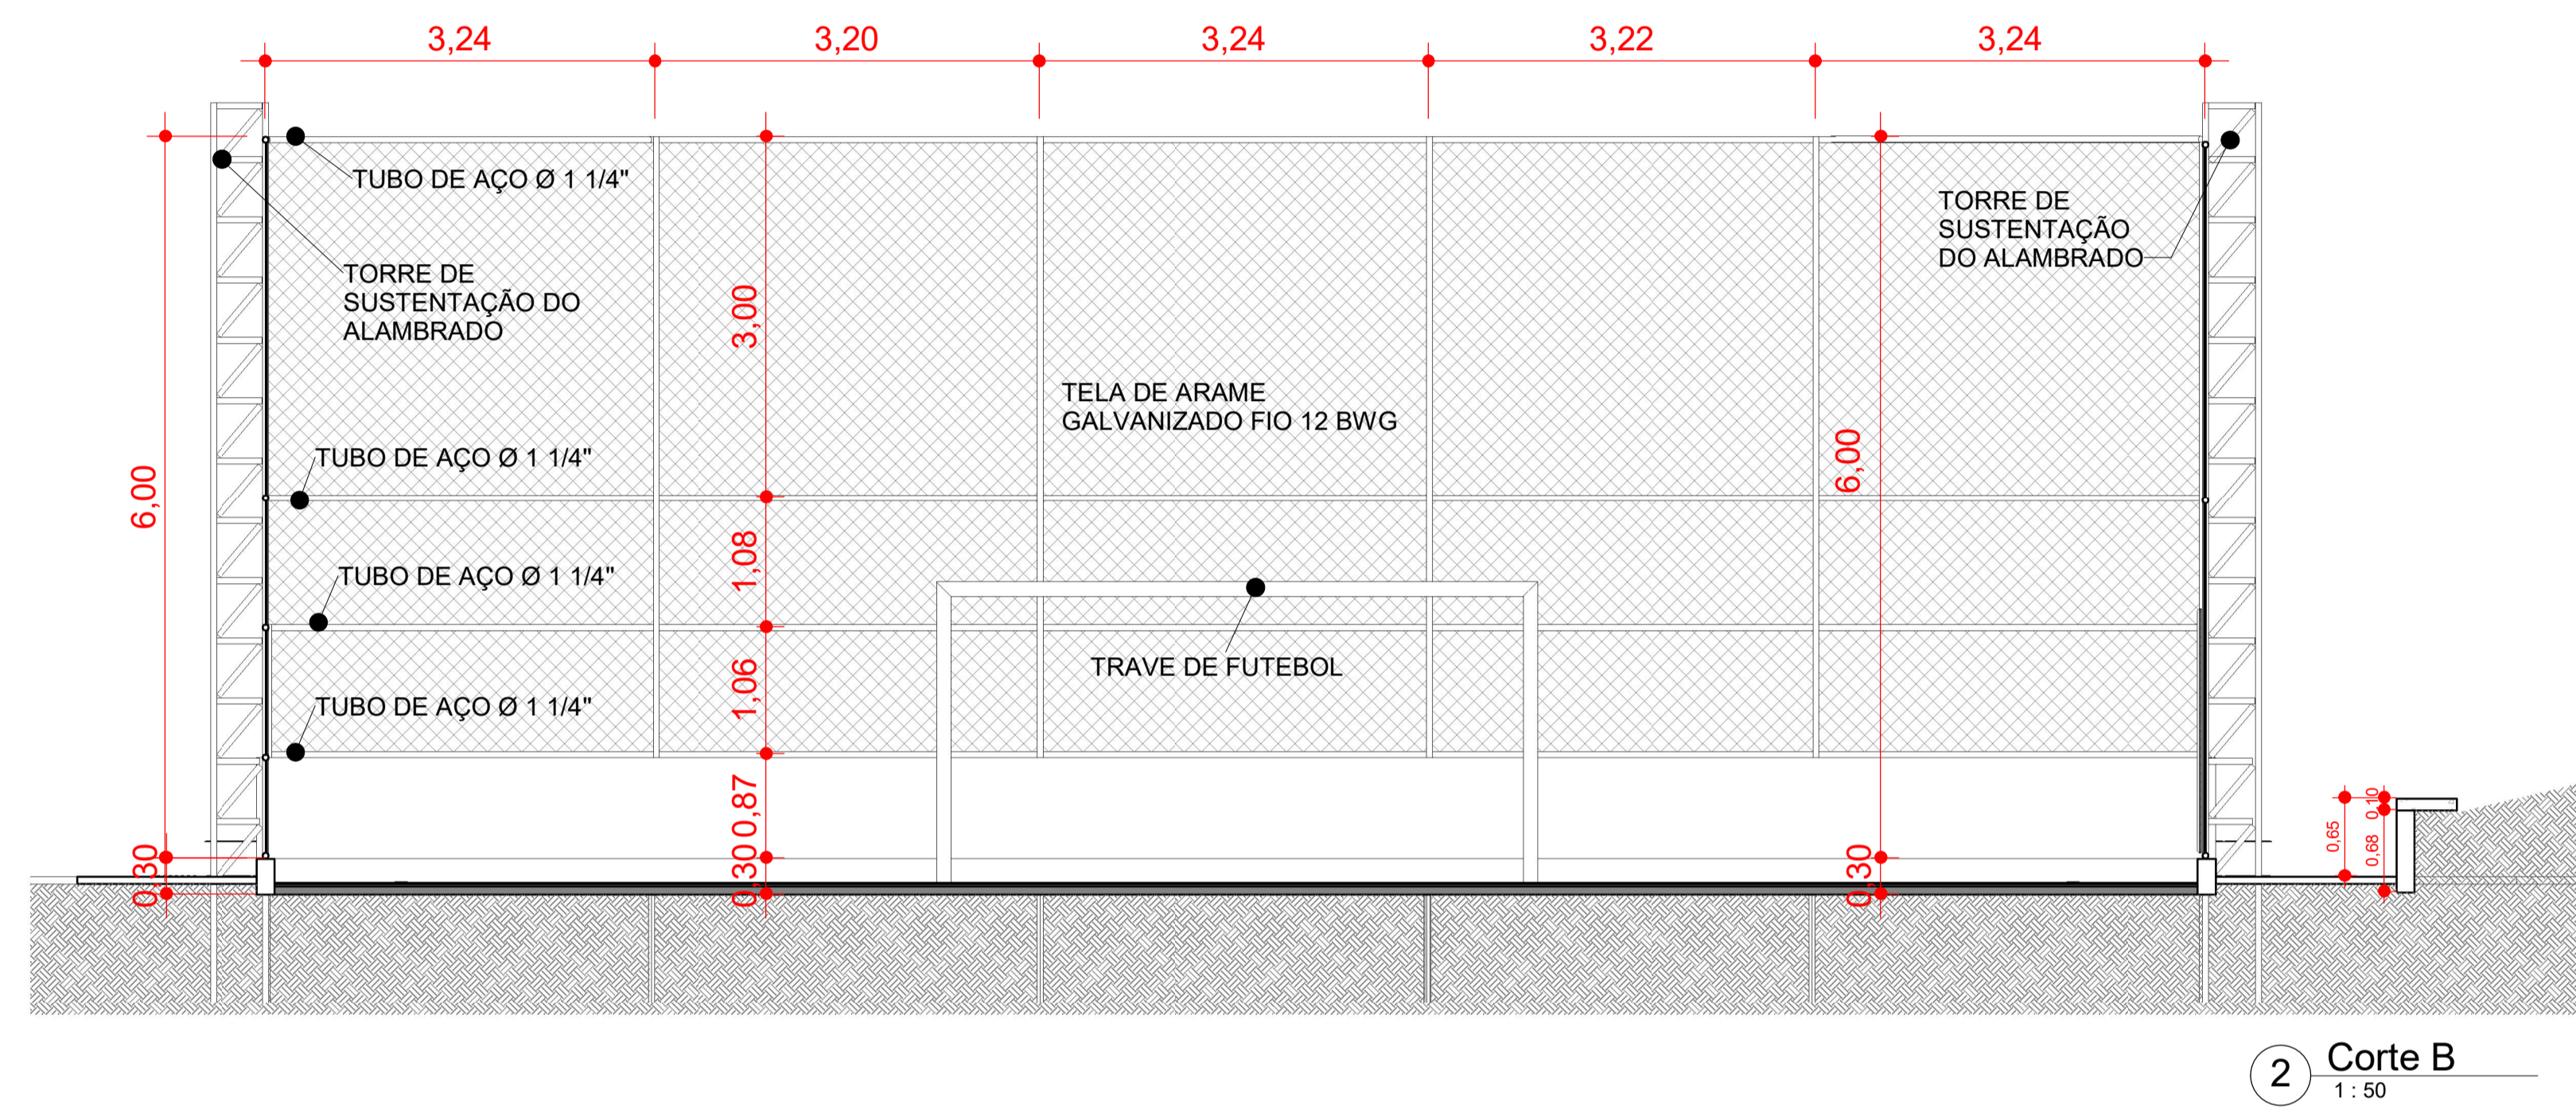 3,24
3,20
3,24
3,22
3,24
TUBO DE AÇO Ø 1 1/4"
TORRE DE
SUSTENTAÇÃO DO
ALAMBRADO
TORRE DE
SUSTENTAÇÃO
DO ALAMBRADO
3,00
TELA DE ARAME
GALVANIZADO FIO 12 BWG
TUBO DE AÇO Ø 1 1/4"
6,00
6,00
1,08
TUBO DE AÇO Ø 1 1/4"
TRAVE DE FUTEBOL
1,06
TUBO DE AÇO Ø 1 1/4"
0,87
0,30
0,30
0,30
0,10
0,65
0,68
2
Corte B
1 : 50